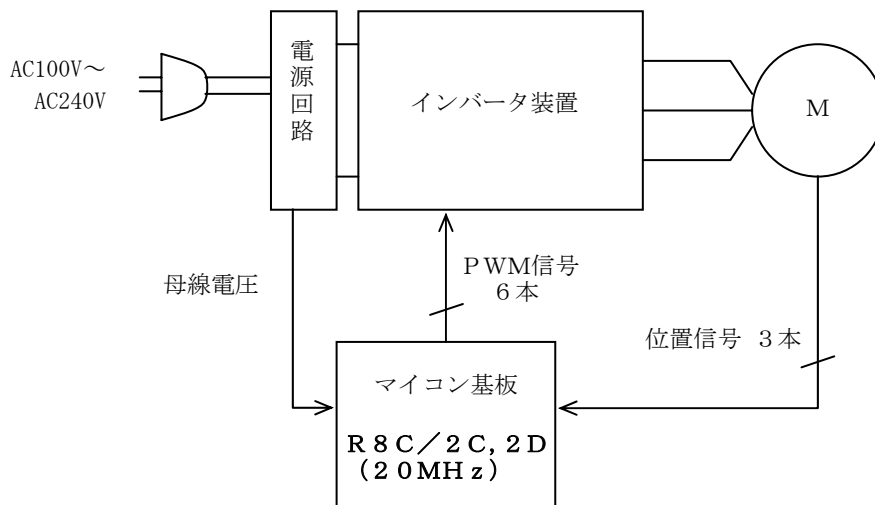 AC100V～
AC240V
電源回路
インバータ装置
M
母線電圧
ＰＷＭ信号
６本
位置信号 ３本
マイコン基板
Ｒ８Ｃ／２Ｃ，２Ｄ
（２０ＭＨｚ）